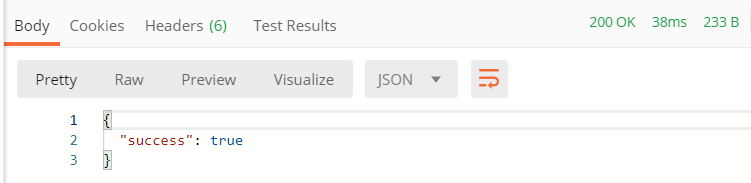 Body Cookies Headers (6) Test Results 200 OK 38ms 233 B
Pretty Raw Preview Visualize JSON
1 {
2 "success": true
3 }